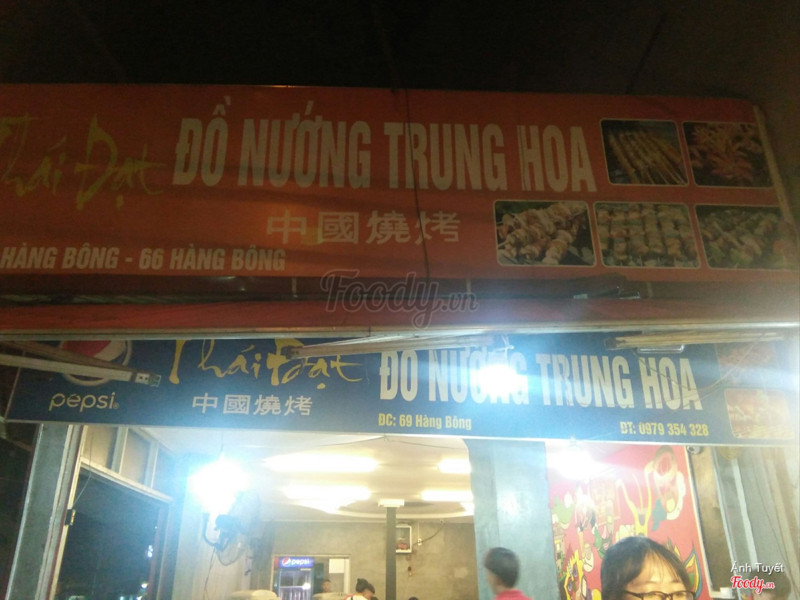 Thái Đạt ĐỒ NƯỚNG TRUNG HOA
中國燒烤
HÀNG BÔNG - 66 HÀNG BÔNG
Foody.vn
pepsi
Thái Đạt ĐỒ NƯỚNG TRUNG HOA
中國燒烤
ĐC: 69 Hàng Bông
ĐT: 0979 354 328
pepsi
Ánh Tuyết
Foody.vn